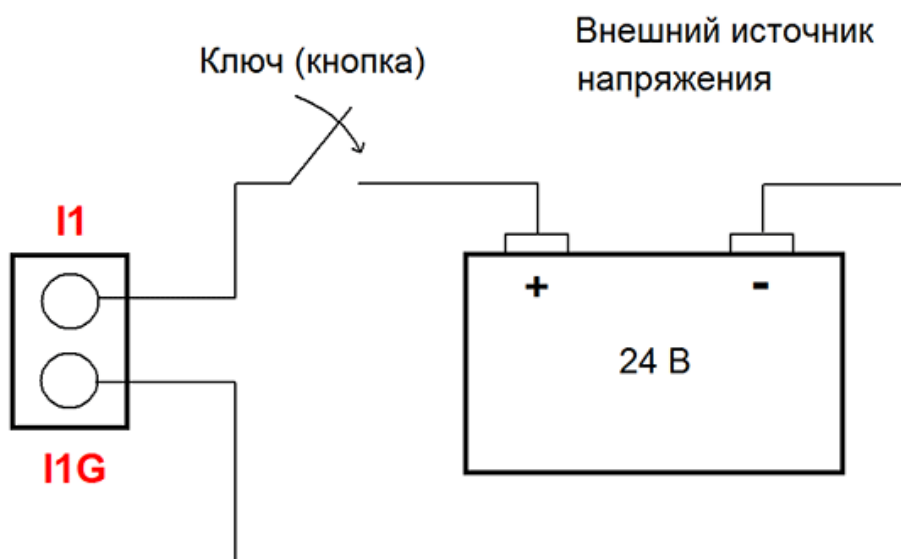 Внешний источник
напряжения
Ключ (кнопка)
I1
+ -
24 В
I1G